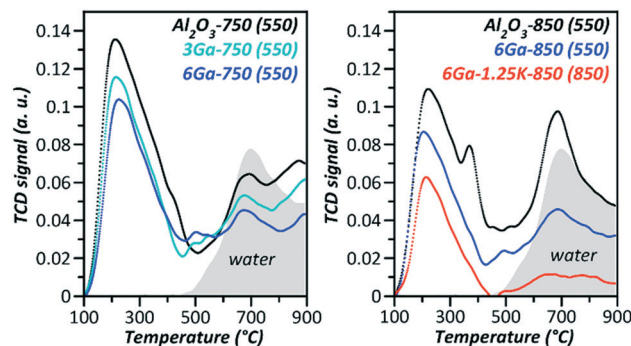 Al₂O₃-750 (550)
3Ga-750 (550)
6Ga-750 (550)
TCD signal (a. u.)
0.14
0.12
0.1
0.08
0.06
0.04
0.02
0
water
100 300 500 700 900
Temperature (°C)
Al₂O₃-850 (550)
6Ga-850 (550)
6Ga-1.25K-850 (850)
TCD signal (a. u.)
0.14
0.12
0.1
0.08
0.06
0.04
0.02
0
water
100 300 500 700 900
Temperature (°C)